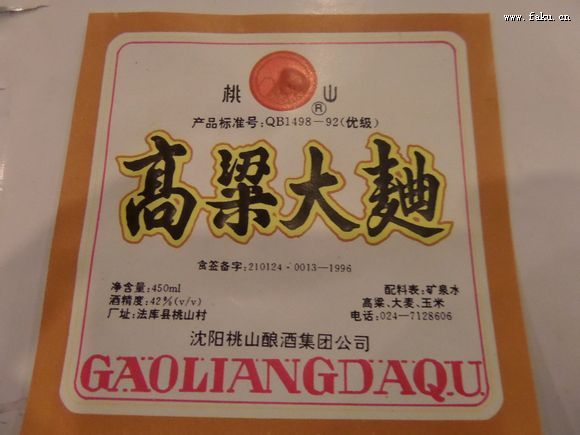 www.faku.cn
桃 ® 山
产品标准号:QB1498-92(优级)
高粱大麯
食签备字:210124·0013-1996
净含量:450ml
酒精度:42%(v/v)
厂址:法库县桃山村
配料表:矿泉水
高梁、大麦、玉米
电话:024-7128606
沈阳桃山酿酒集团公司
GAOLIANGDAQU